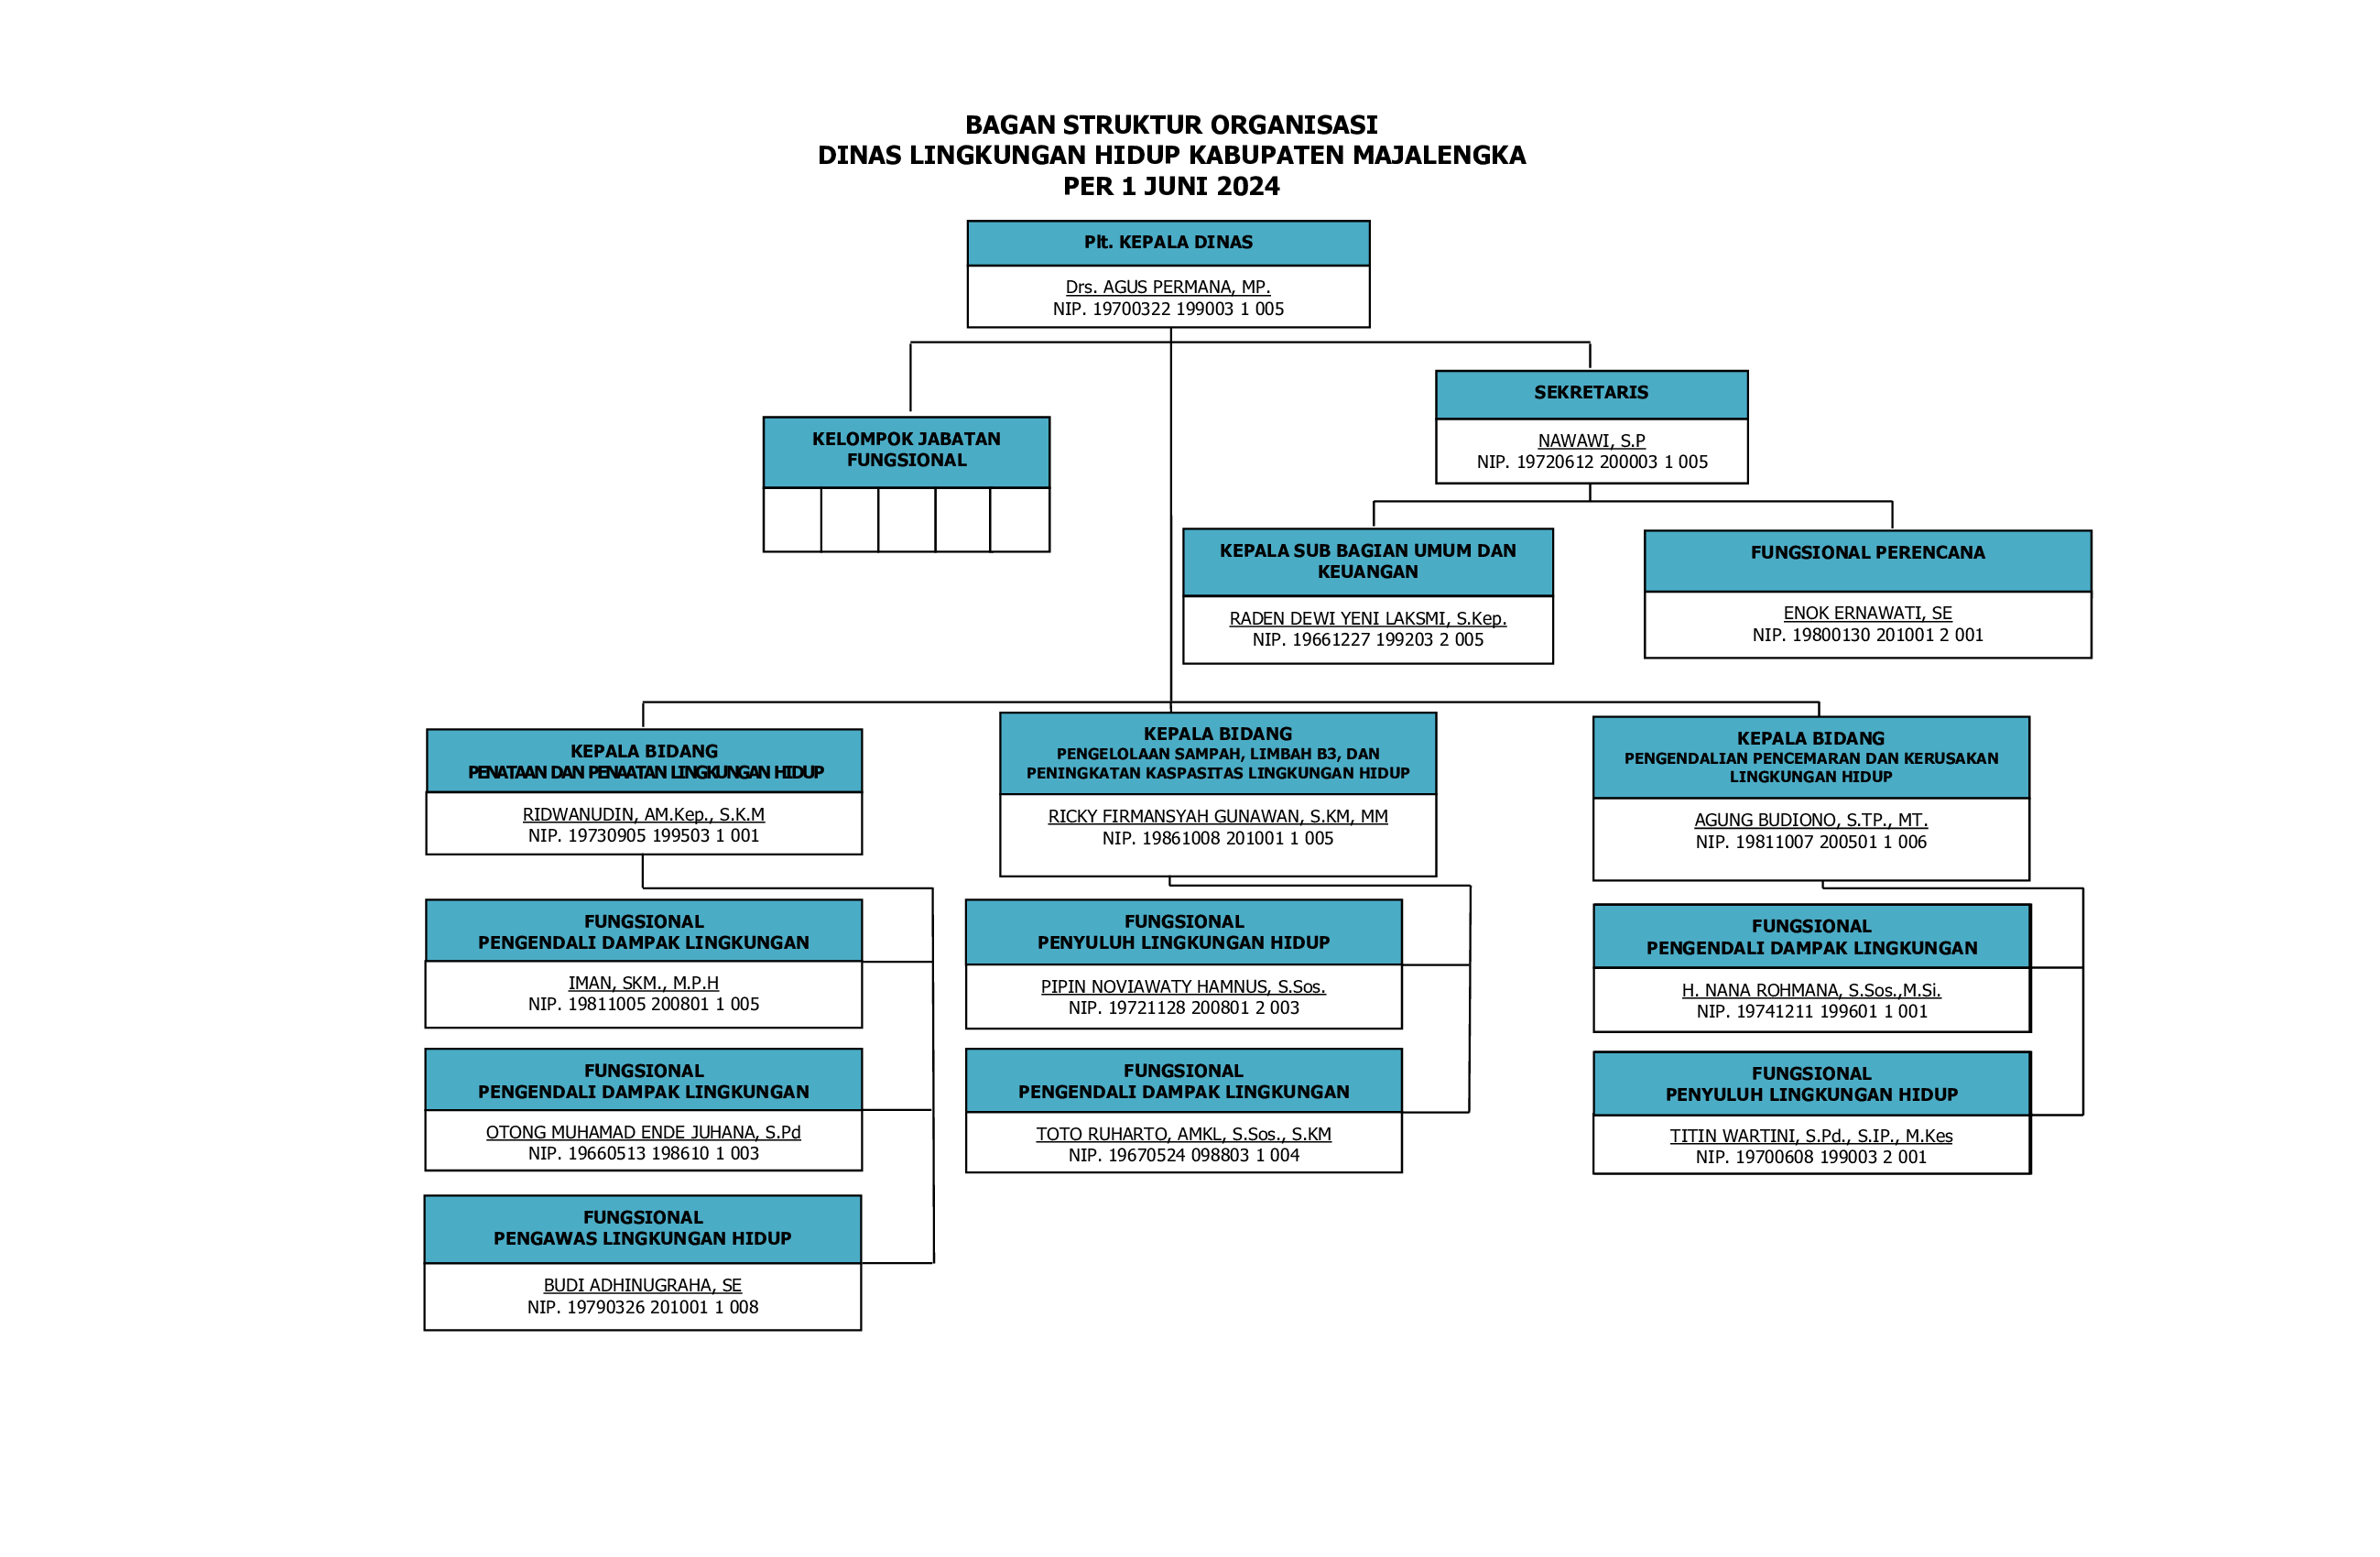 BAGAN STRUKTUR ORGANISASI
DINAS LINGKUNGAN HIDUP KABUPATEN MAJALENGKA
PER 1 JUNI 2024
Plt. KEPALA DINAS
Drs. AGUS PERMANA, MP.
NIP. 19700322 199003 1 005
SEKRETARIS
NAWAWI, S.P
NIP. 19720612 200003 1 005
KELOMPOK JABATAN
FUNGSIONAL
KEPALA SUB BAGIAN UMUM DAN
KEUANGAN
RADEN DEWI YENI LAKSMI, S.Kep.
NIP. 19661227 199203 2 005
FUNGSIONAL PERENCANA
ENOK ERNAWATI, SE
NIP. 19800130 201001 2 001
KEPALA BIDANG
PENATAAN DAN PENAATAN LINGKUNGAN HIDUP
RIDWANUDIN, AM.Kep., S.K.M
NIP. 19730905 199503 1 001
KEPALA BIDANG
PENGELOLAAN SAMPAH, LIMBAH B3, DAN
PENINGKATAN KASPASITAS LINGKUNGAN HIDUP
RICKY FIRMANSYAH GUNAWAN, S.KM, MM
NIP. 19861008 201001 1 005
KEPALA BIDANG
PENGENDALIAN PENCEMARAN DAN KERUSAKAN
LINGKUNGAN HIDUP
AGUNG BUDIONO, S.TP., MT.
NIP. 19811007 200501 1 006
FUNGSIONAL
PENGENDALI DAMPAK LINGKUNGAN
IMAN, SKM., M.P.H
NIP. 19811005 200801 1 005
FUNGSIONAL
PENYULUH LINGKUNGAN HIDUP
PIPIN NOVIAWATY HAMNUS, S.Sos.
NIP. 19721128 200801 2 003
FUNGSIONAL
PENGENDALI DAMPAK LINGKUNGAN
H. NANA ROHMANA, S.Sos.,M.Si.
NIP. 19741211 199601 1 001
FUNGSIONAL
PENGENDALI DAMPAK LINGKUNGAN
OTONG MUHAMAD ENDE JUHANA, S.Pd
NIP. 19660513 198610 1 003
FUNGSIONAL
PENGENDALI DAMPAK LINGKUNGAN
TOTO RUHARTO, AMKL, S.Sos., S.KM
NIP. 19670524 098803 1 004
FUNGSIONAL
PENYULUH LINGKUNGAN HIDUP
TITIN WARTINI, S.Pd., S.IP., M.Kes
NIP. 19700608 199003 2 001
FUNGSIONAL
PENGAWAS LINGKUNGAN HIDUP
BUDI ADHINUGRAHA, SE
NIP. 19790326 201001 1 008